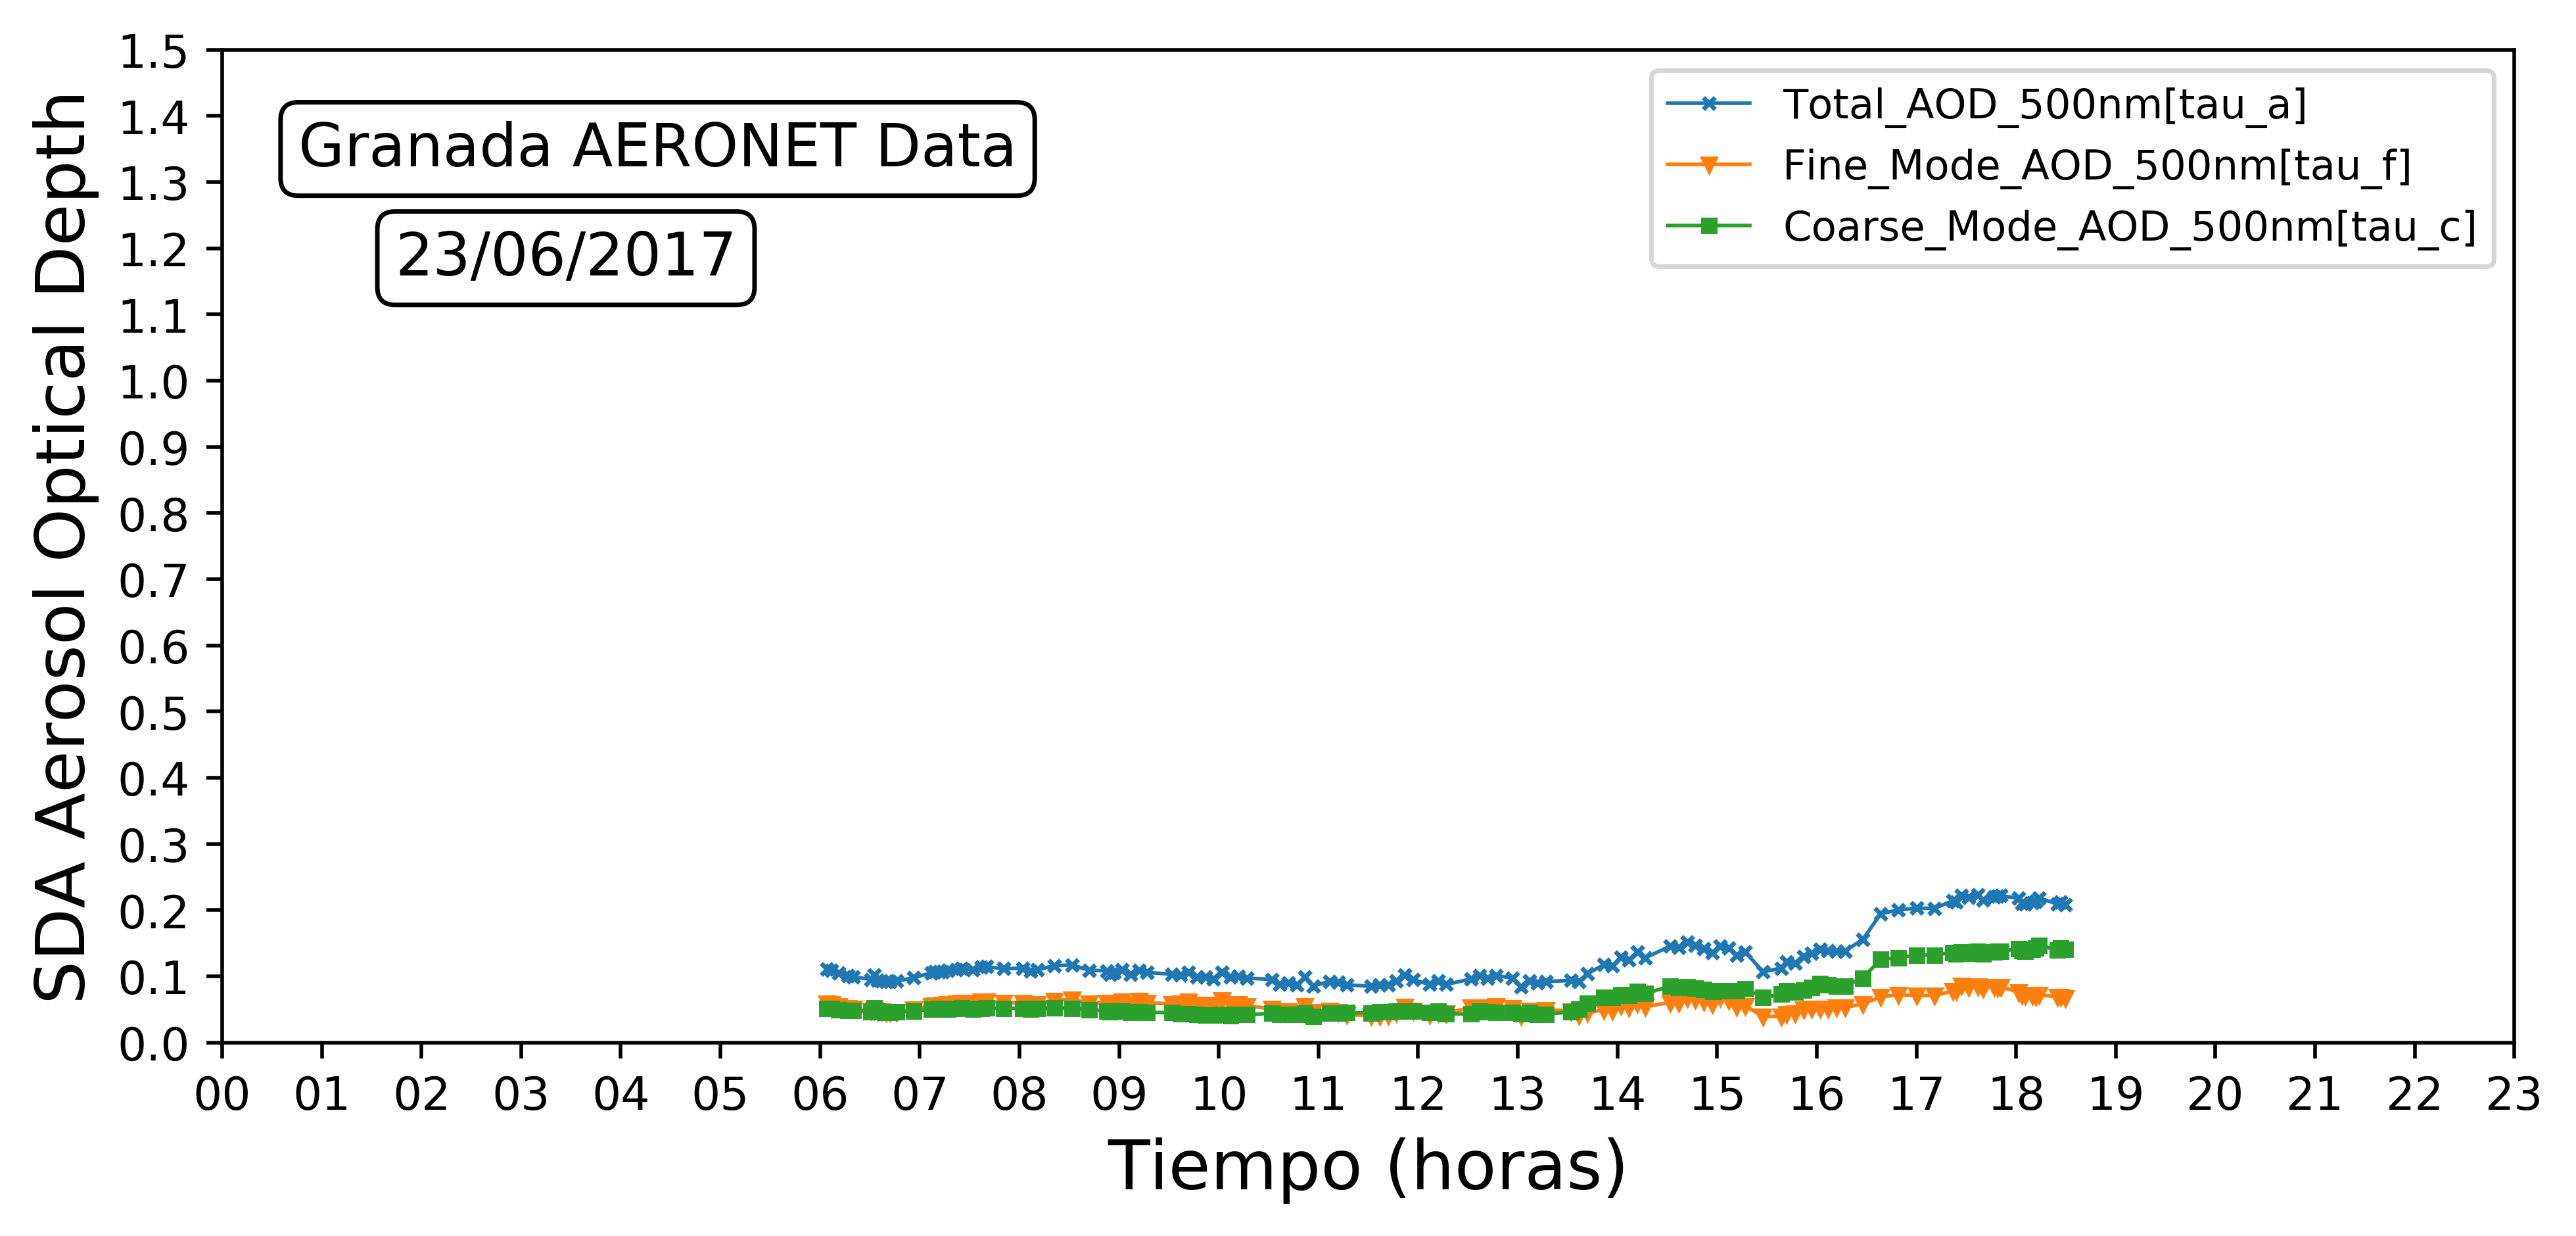 Granada AERONET Data
23/06/2017
Total_AOD_500nm[tau_a]
Fine_Mode_AOD_500nm[tau_f]
Coarse_Mode_AOD_500nm[tau_c]
SDA Aerosol Optical Depth
1.5
1.4
1.3
1.2
1.1
1.0
0.9
0.8
0.7
0.6
0.5
0.4
0.3
0.2
0.1
0.0
00 01 02 03 04 05 06 07 08 09 10 11 12 13 14 15 16 17 18 19 20 21 22 23
Tiempo (horas)